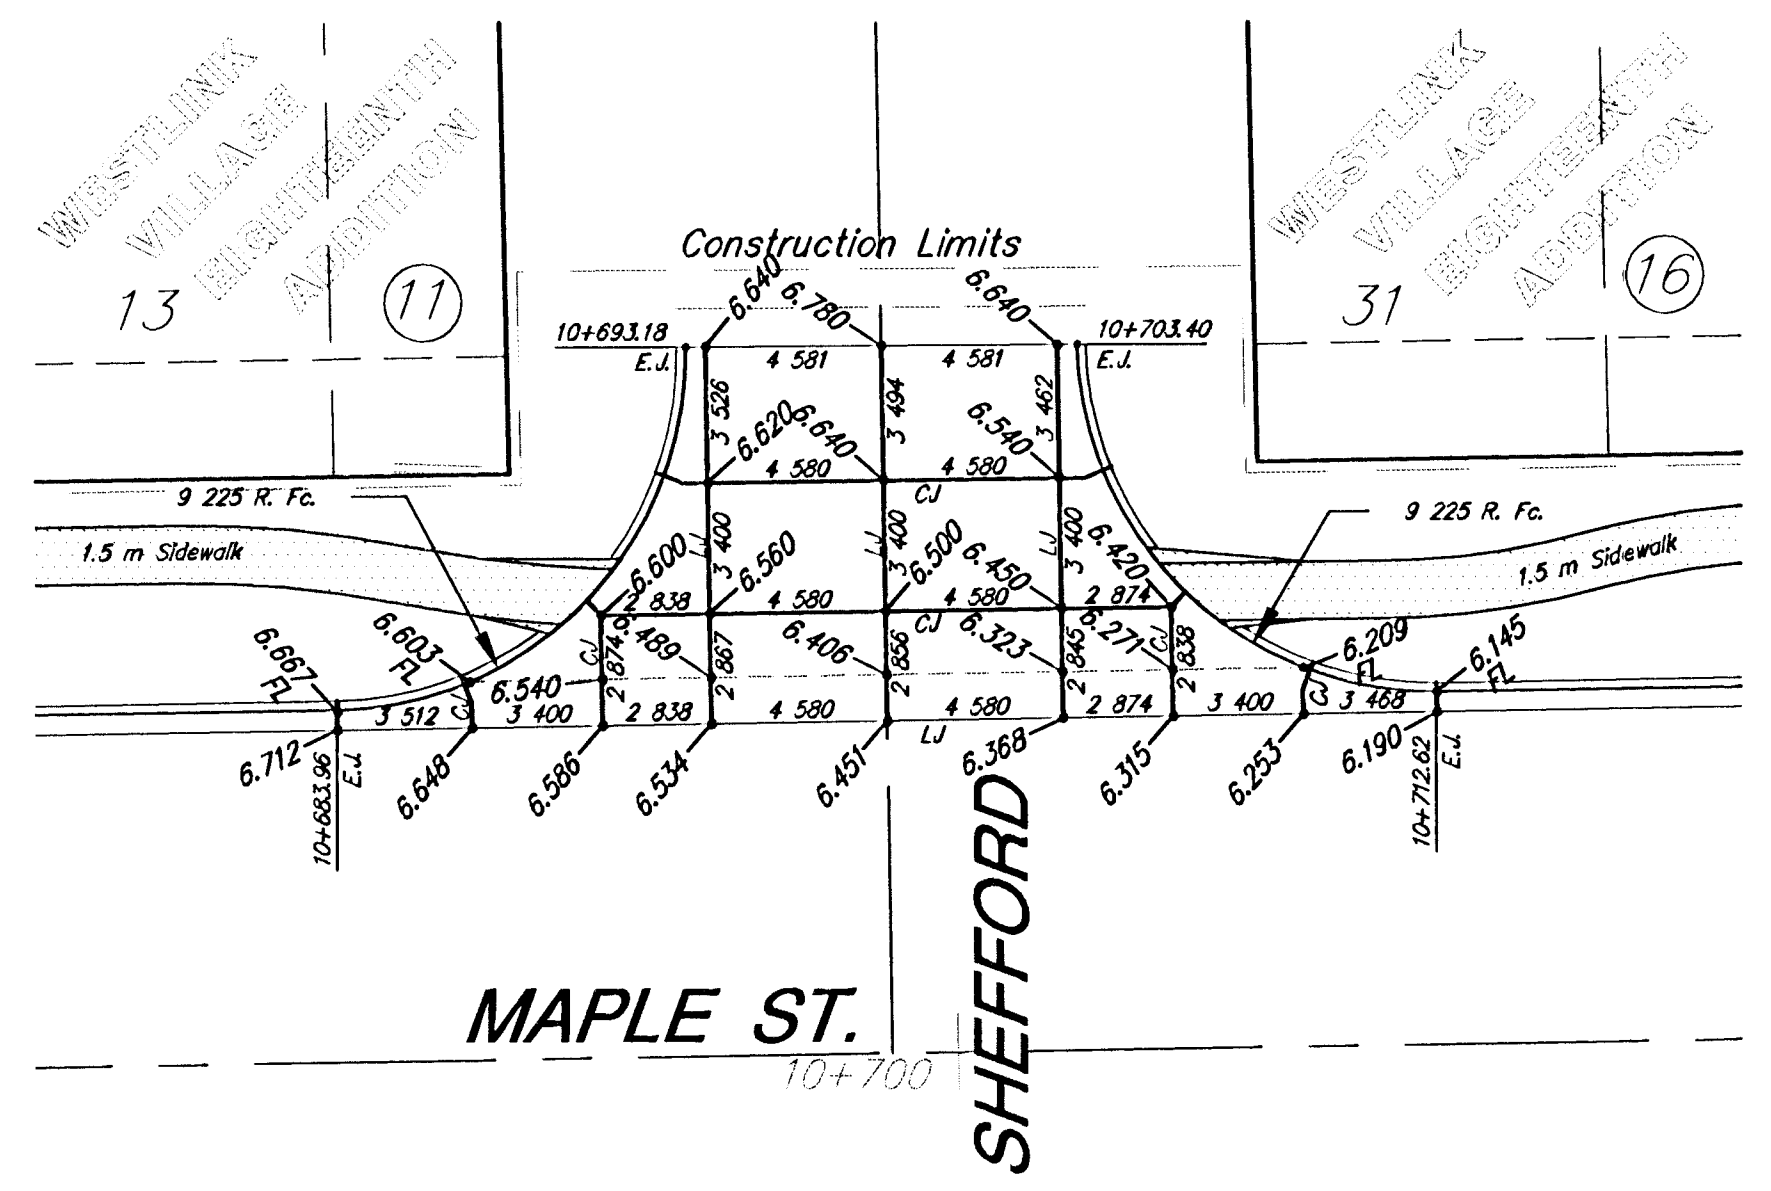 WESTLINK
VILLAGE
EIGHTEENTH
ADDITION
13
11
WESTLINK
VILLAGE
EIGHTEENTH
ADDITION
31
16
Construction Limits
6.640
6.780
6.640
10+693.18
E.J.
4 581
4 581
10+703.40
E.J.
3 526
3 494
3 462
6.620
6.640
6.540
4 580
4 580
CJ
9 225 R. Fc.
9 225 R. Fc.
1.5 m Sidewalk
1.5 m Sidewalk
LJ
3 400
LJ
3 400
LJ
3 400
6.600
6.560
6.500
6.450
6.420
2 838
4 580
4 580
2 874
CJ
6.667
FL
6.603
FL
CJ
2 874
6.489
2 867
6.406
2 856
6.323
2 845
6.271
CJ
2 838
6.209
FL
6.145
FL
6.540
3 512
CJ
3 400
2 838
4 580
4 580
2 874
3 400
CJ
3 468
LJ
6.712
6.648
6.586
6.534
6.451
6.368
6.315
6.253
6.190
10+683.96
E.J.
10+712.62
E.J.
MAPLE ST.
SHEFFORD
10+700